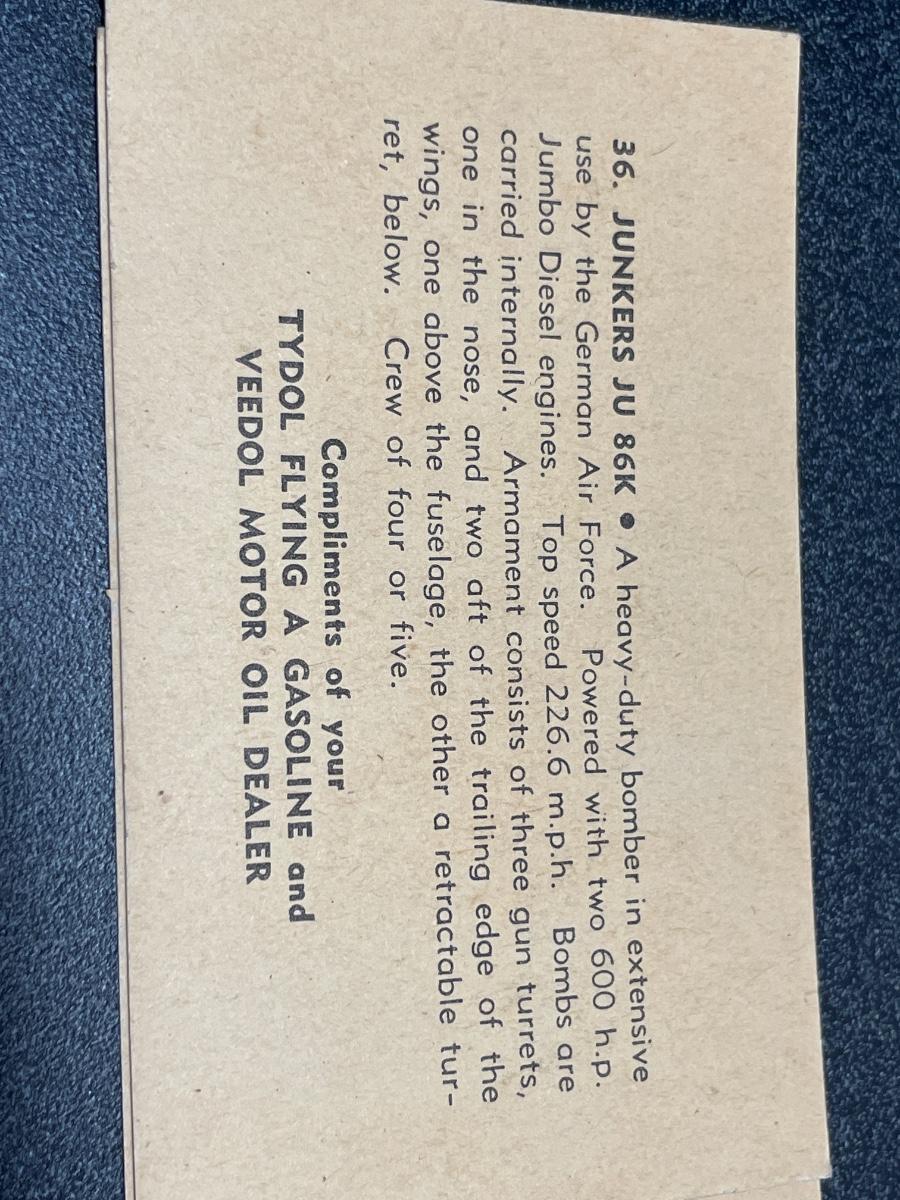 36. JUNKERS JU 86K ● A heavy-duty bomber in extensive
use by the German Air Force. Powered with two 600 h.p.
Jumbo Diesel engines. Top speed 226.6 m.p.h. Bombs are
carried internally. Armament consists of three gun turrets,
one in the nose, and two aft of the trailing edge of the
wings, one above the fuselage, the other a retractable tur-
ret, below. Crew of four or five.
Compliments of your
TYDOL FLYING A GASOLINE and
VEEDOL MOTOR OIL DEALER